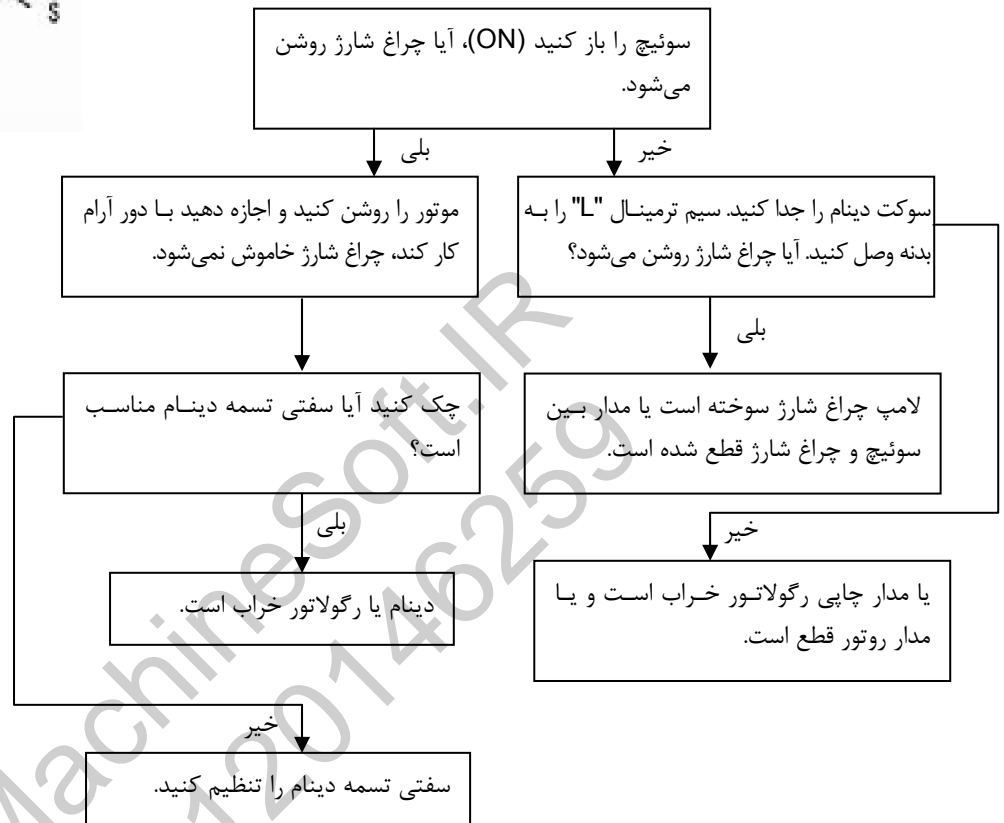 s
سوئیچ را باز کنید (ON)، آیا چراغ شارژ روشن
می‌شود.
خیر
بلی
سوکت دینام را جدا کنید. سیم ترمینال "L" را به
بدنه وصل کنید. آیا چراغ شارژ روشن می‌شود؟
موتور را روشن کنید و اجازه دهید با دور آرام
کار کند، چراغ شارژ خاموش نمی‌شود.
بلی
لامپ چراغ شارژ سوخته است یا مدار بین
سوئیچ و چراغ شارژ قطع شده است.
چک کنید آیا سفتی تسمه دینام مناسب
است؟
خیر
بلی
یا مدار چاپی رگولاتور خراب است و یا
مدار روتور قطع است.
دینام یا رگولاتور خراب است.
خیر
سفتی تسمه دینام را تنظیم کنید.
MachineSoft.IR
120146259